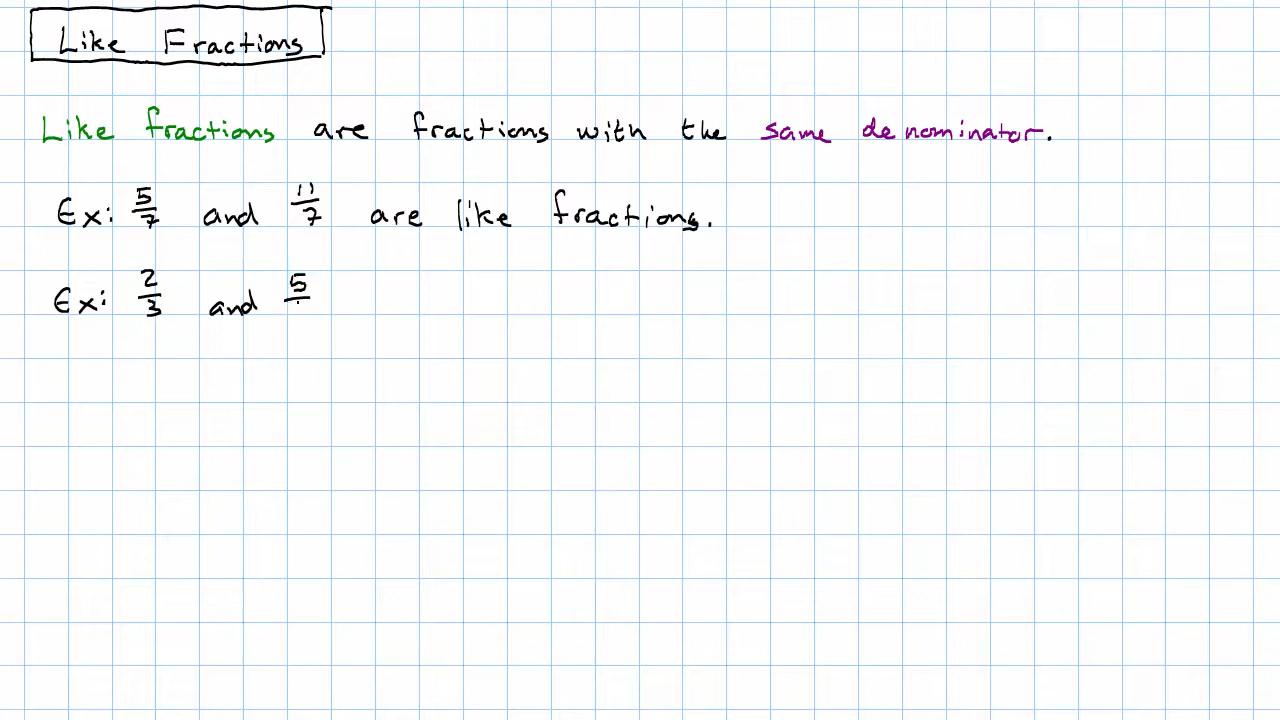 Like Fractions
Like fractions are fractions with the same denominator.
Ex: 5/7 and 11/7 are like fractions.
Ex: 2/3 and 5/